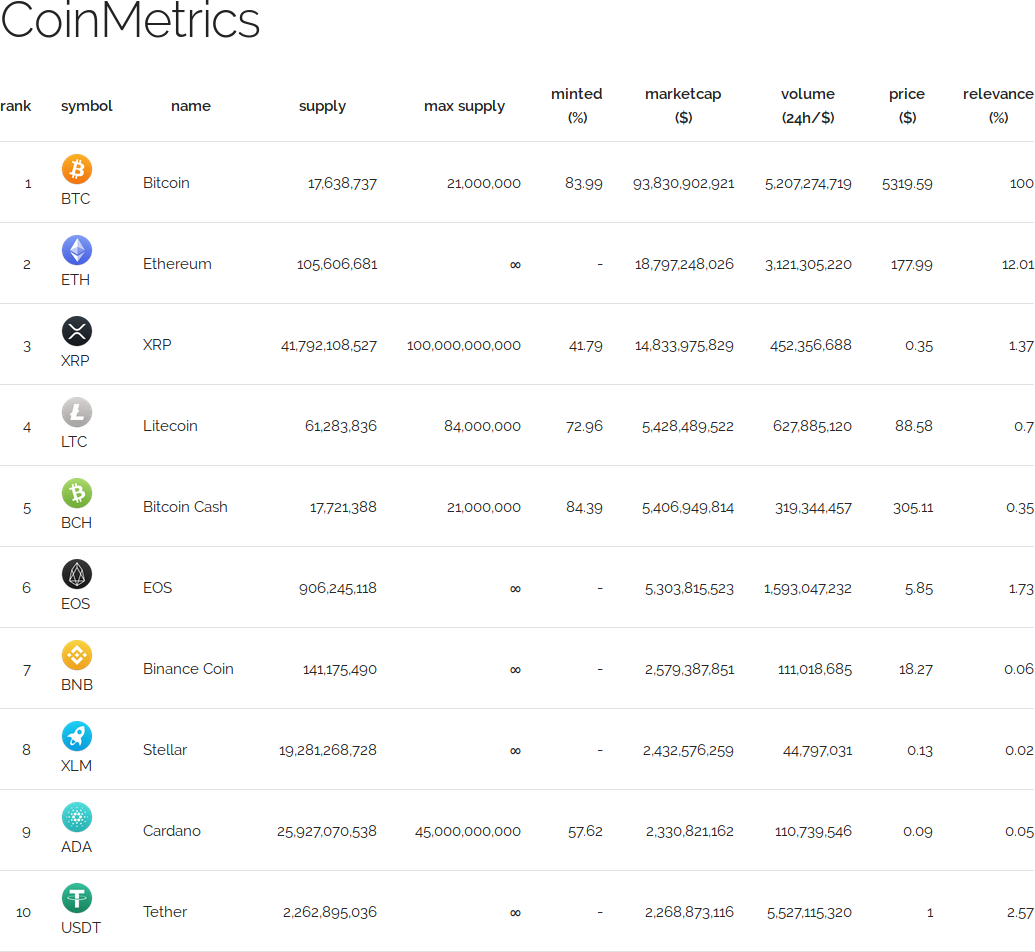 CoinMetrics
rank symbol name supply max supply minted (%) marketcap ($) volume (24h/$) price ($) relevance (%)
1 BTC Bitcoin 17,638,737 21,000,000 83.99 93,830,902,921 5,207,274,719 5319.59 100
2 ETH Ethereum 105,606,681 ∞ - 18,797,248,026 3,121,305,220 177.99 12.01
3 XRP XRP 41,792,108,527 100,000,000,000 41.79 14,833,975,829 452,356,688 0.35 1.37
4 LTC Litecoin 61,283,836 84,000,000 72.96 5,428,489,522 627,885,120 88.58 0.7
5 BCH Bitcoin Cash 17,721,388 21,000,000 84.39 5,406,949,814 319,344,457 305.11 0.35
6 EOS EOS 906,245,118 ∞ - 5,303,815,523 1,593,047,232 5.85 1.73
7 BNB Binance Coin 141,175,490 ∞ - 2,579,387,851 111,018,685 18.27 0.06
8 XLM Stellar 19,281,268,728 ∞ - 2,432,576,259 44,797,031 0.13 0.02
9 ADA Cardano 25,927,070,538 45,000,000,000 57.62 2,330,821,162 110,739,546 0.09 0.05
10 USDT Tether 2,262,895,036 ∞ - 2,268,873,116 5,527,115,320 1 2.57